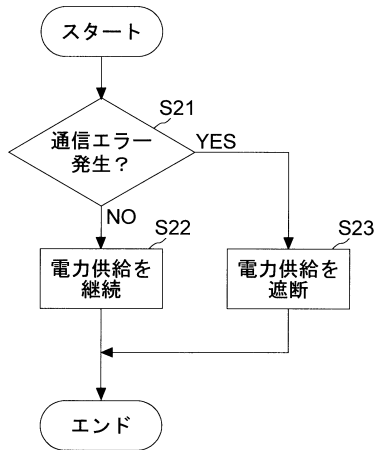 スタート
S21
通信エラー
発生？
YES
NO
S22
電力供給を
継続
S23
電力供給を
遮断
エンド